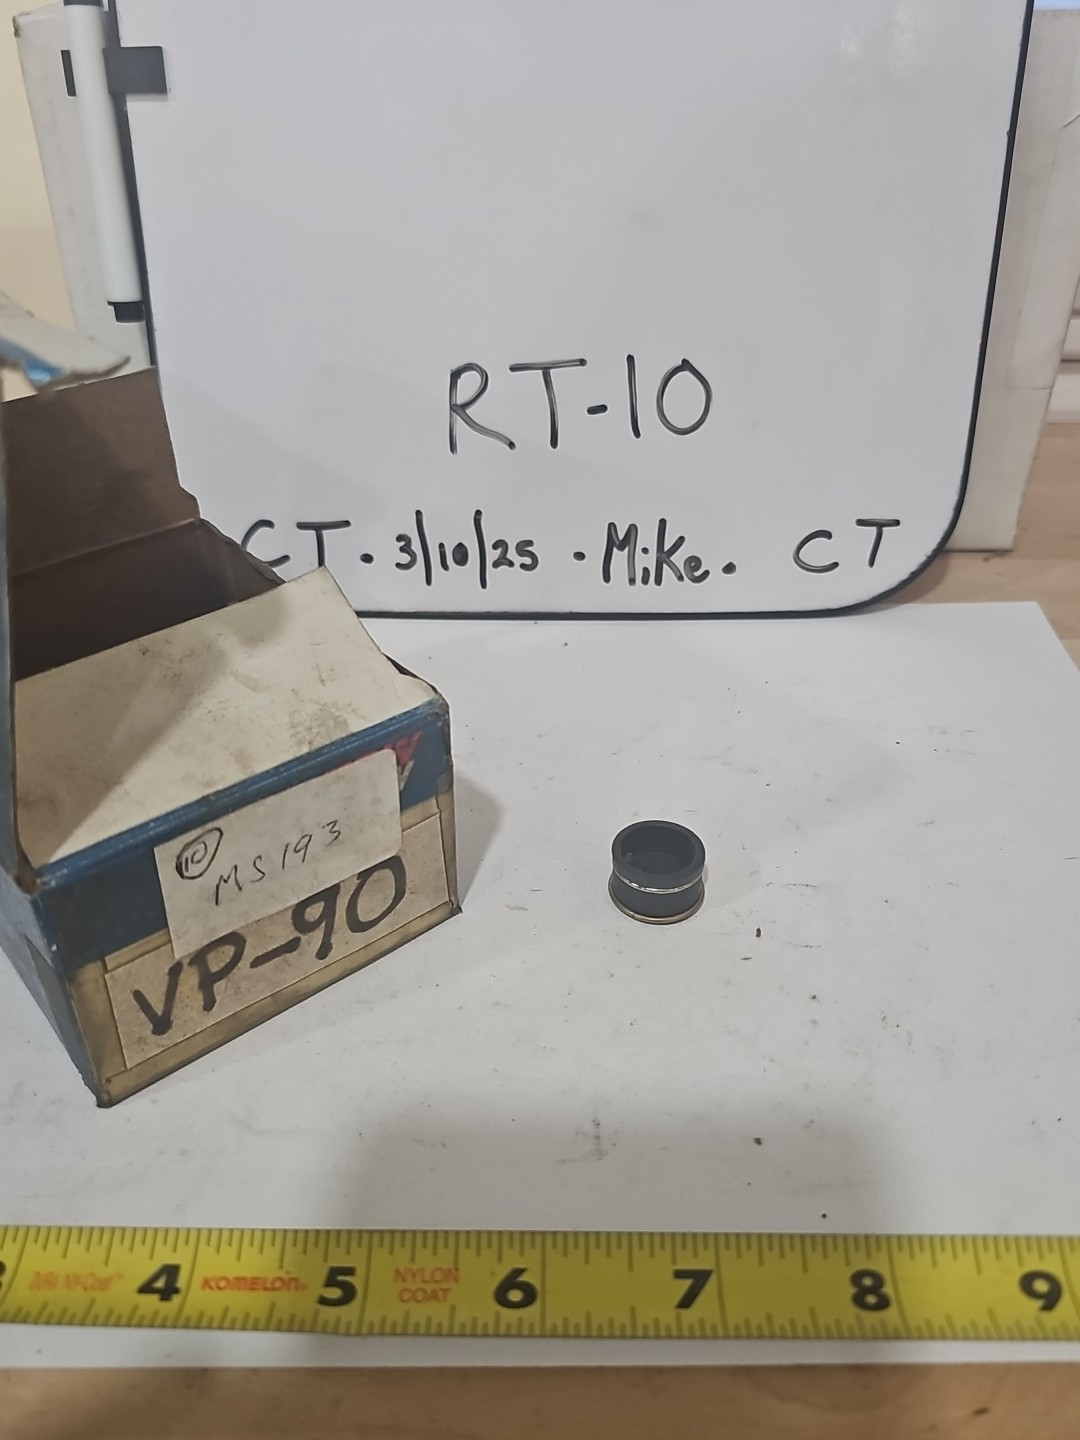 RT-10
CT. 3/10/25 · Mike. CT
10 MS193
VP-90
4 KOMELON. 5 NYLON COAT 6 7 8 9